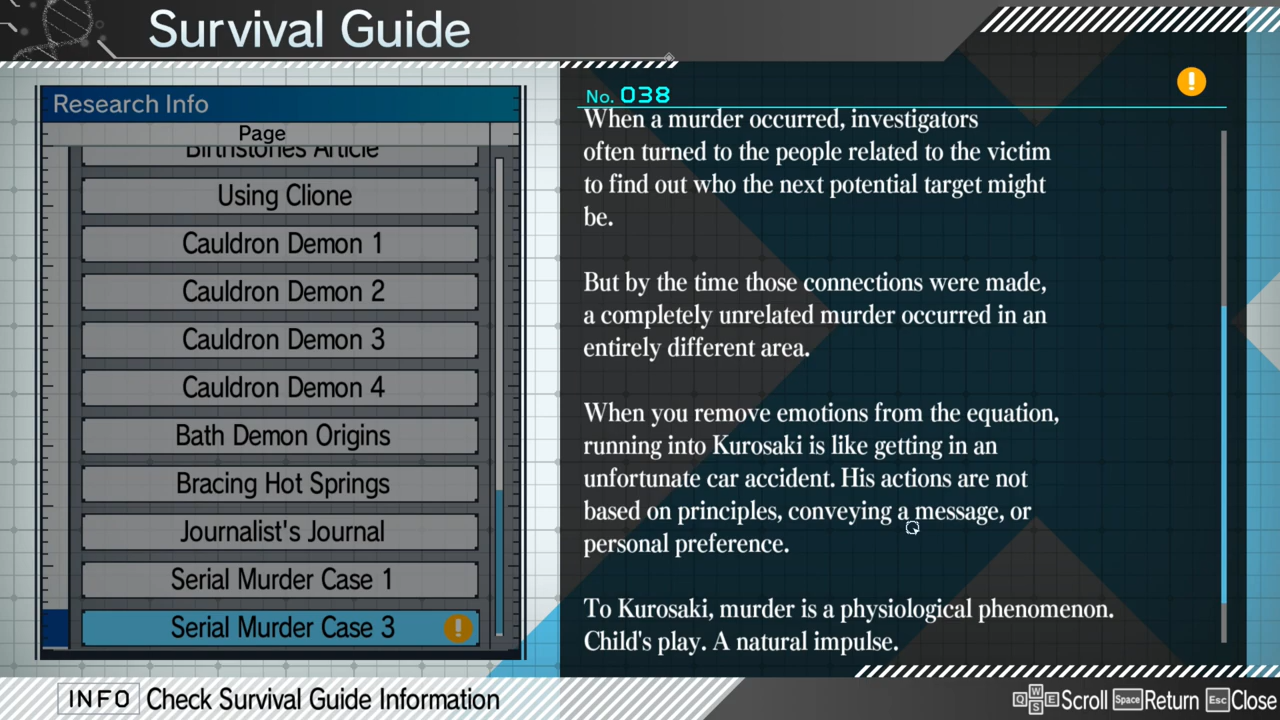 Survival Guide
Research Info
Page
Birthstones Article
Using Clione
Cauldron Demon 1
Cauldron Demon 2
Cauldron Demon 3
Cauldron Demon 4
Bath Demon Origins
Bracing Hot Springs
Journalist's Journal
Serial Murder Case 1
Serial Murder Case 3
!
!
No. 038
When a murder occurred, investigators
often turned to the people related to the victim
to find out who the next potential target might
be.
But by the time those connections were made,
a completely unrelated murder occurred in an
entirely different area.
When you remove emotions from the equation,
running into Kurosaki is like getting in an
unfortunate car accident. His actions are not
based on principles, conveying a message, or
personal preference.
To Kurosaki, murder is a physiological phenomenon.
Child's play. A natural impulse.
INFO Check Survival Guide Information
Q W S E Scroll Space Return Esc Close